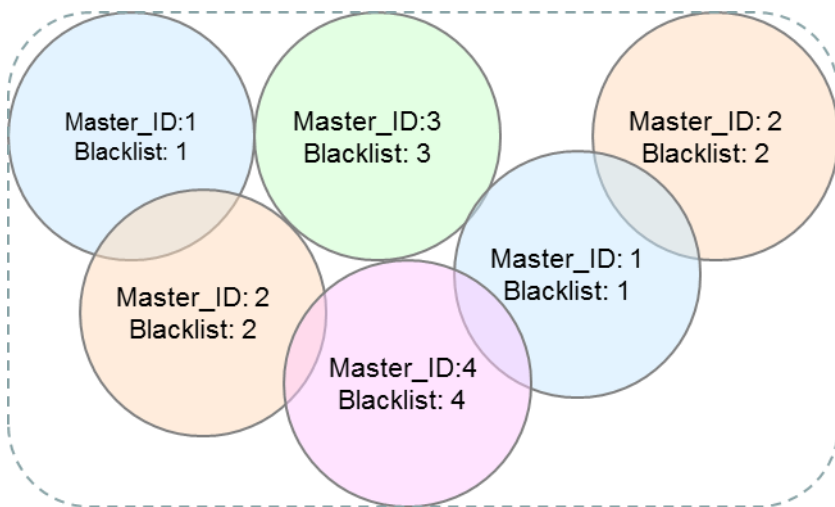 Master_ID:1
Blacklist: 1
Master_ID:3
Blacklist: 3
Master_ID: 2
Blacklist: 2
Master_ID: 2
Blacklist: 2
Master_ID: 1
Blacklist: 1
Master_ID:4
Blacklist: 4